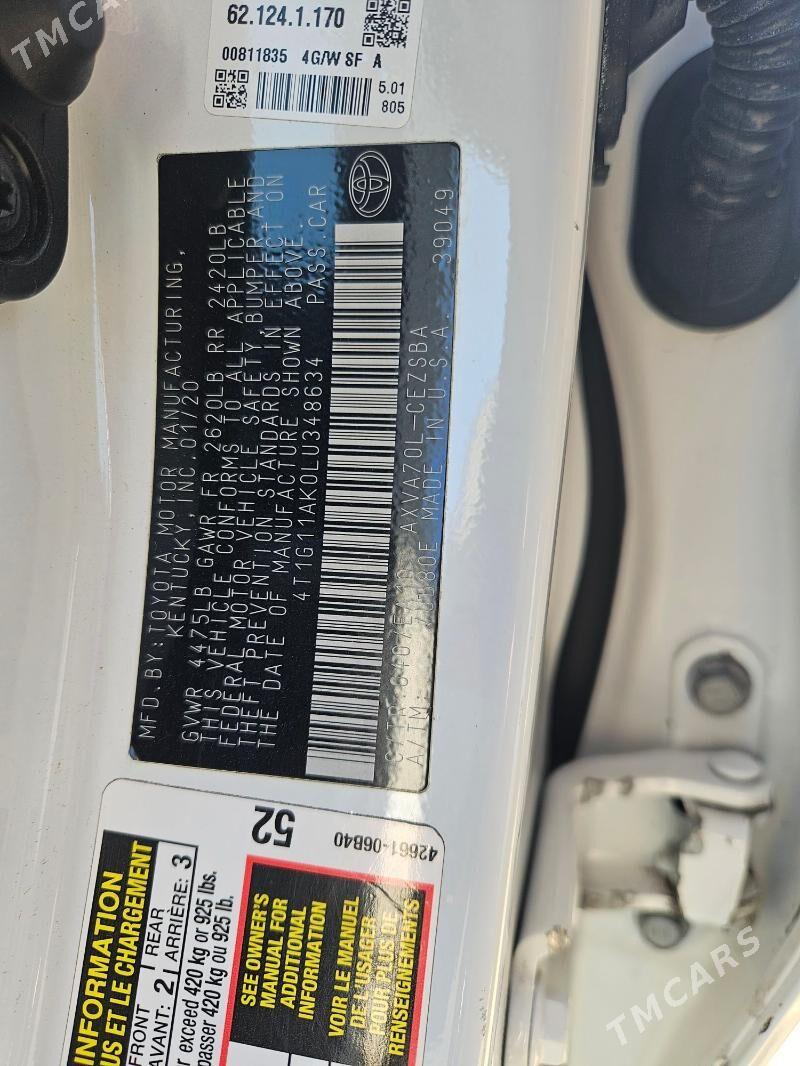 TMCARS
62.124.1.170
00811835 4G/W SF A
5.01
805
MFD. BY: TOYOTA MOTOR MANUFACTURING,
KENTUCKY, INC. 01/20
GVWR 4475LB GAWR FR 2620LB RR 2420LB
THIS VEHICLE CONFORMS TO ALL APPLICABLE
FEDERAL MOTOR VEHICLE SAFETY, BUMPER AND
THEFT PREVENTION STANDARDS IN EFFECT ON
THE DATE OF MANUFACTURE SHOWN ABOVE.
4T1G11AK0LU348634 PASS. CAR
AXVA70L-CEZSBA
A/TM: MADE IN U.S.A. 39049
52
42661-06B40
INFORMATION
US ET LE CHARGEMENT
FRONT 2 REAR 3
AVANT: ARRIÈRE:
r exceed 420 kg or 925 lbs.
passer 420 kg ou 925 lb.
SEE OWNER'S
MANUAL FOR
ADDITIONAL
INFORMATION
VOIR LE MANUEL
DE L'USAGER
POUR PLUS DE
RENSEIGNEMENTS
TMCARS